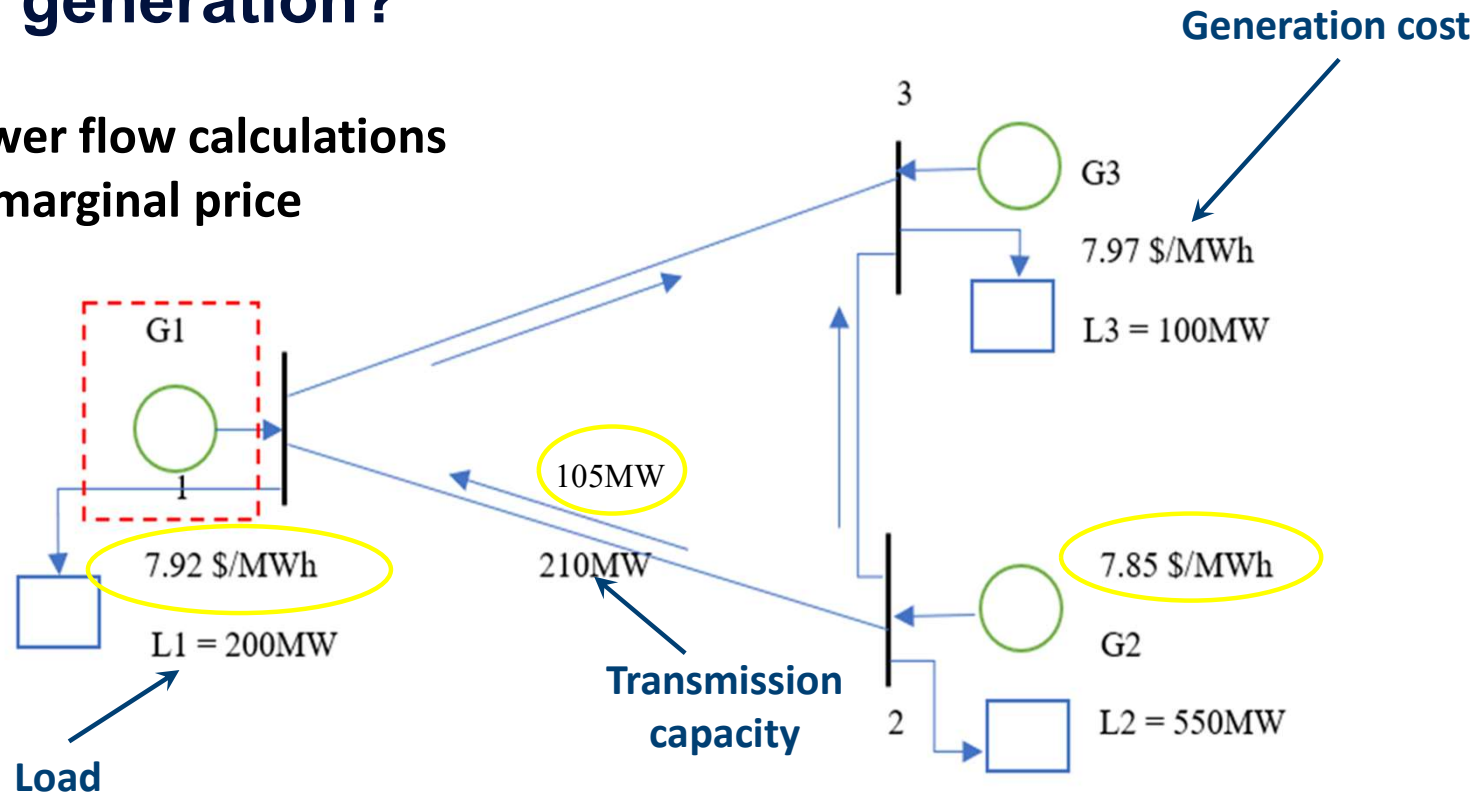 generation?
Generation cost
wer flow calculations
marginal price
3
G3
7.97 $/MWh
L3 = 100MW
G1
1
7.92 $/MWh
L1 = 200MW
105MW
210MW
Transmission
capacity
7.85 $/MWh
G2
2
L2 = 550MW
Load